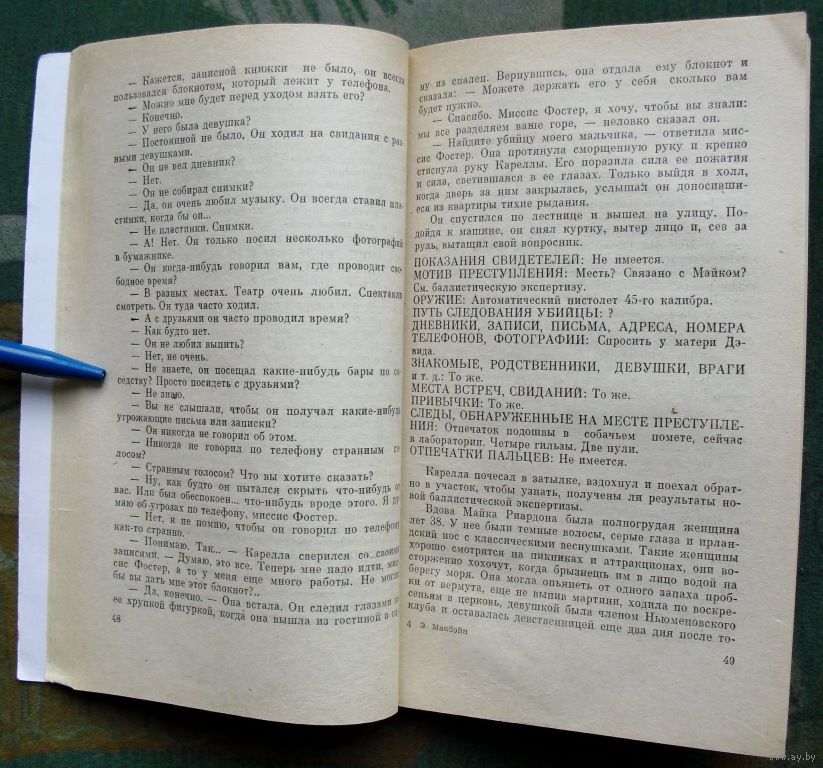 — Кажется, записной книжки не было, он всегда
пользовался блокнотом, который лежит у телефона.
— Можно мне будет перед уходом взять его?
— Конечно.
— У него была девушка?
— Постоянной не было, Он ходил на свидания с раз-
ными девушками.
— Он не вел дневник?
— Нет.
— Он не собирал снимки?
— Да, он очень любил музыку. Он всегда ставил пла-
стинки, когда бы он...
— Не пластинки. Снимки.
— А! Нет. Он только носил несколько фотографий
в бумажнике.
— Он когда-нибудь говорил вам, где проводит сво-
бодное время?
— В разных местах. Театр очень любил. Спектакли
смотреть. Он туда часто ходил.
— А с друзьями он часто проводил время?
— Как будто нет.
— Он не любил выпить?
— Нет, не очень.
— Не знаете, он посещал какие-нибудь бары по со-
седству? Просто посидеть с друзьями?
— Не знаю.
— Вы не слышали, чтобы он получал какие-нибудь
угрожающие письма или записки?
— Он никогда не говорил об этом.
— Никогда не говорил по телефону странным го-
лосом?
— Странным голосом? Что вы хотите сказать?
— Ну, как будто он пытался скрыть что-нибудь от
вас. Или был обеспокоен... что-нибудь вроде этого. Я ду-
маю об угрозах по телефону, миссис Фостер.
— Нет, я не помню, чтобы он говорил по телефону
как-то странно.
— Понимаю. Так... — Карелла сверился со своими
записями. — Думаю, это все. Теперь мне надо идти, мис-
сис Фостер, а то у меня еще много работы. Не могли
бы вы дать мне этот блокнот?..
— Да, конечно. — Она встала. Он следил глазами за
ее хрупкой фигуркой, когда она вышла из гостиной в од-
48
ну из спален. Вернувшись, она отдала ему блокнот и
сказала: — Можете держать его у себя сколько вам
будет нужно.
— Спасибо. Миссис Фостер, я хочу, чтобы вы знали:
мы все разделяем ваше горе, — неловко сказал он.
— Найдите убийцу моего мальчика, — ответила мис-
сис Фостер. Она протянула сморщенную руку и крепко
стиснула руку Кареллы. Его поразила сила ее пожатия
и сила, светившаяся в ее глазах. Только выйдя в холл,
когда дверь за ним закрылась, услышал он доносивши-
еся из квартиры тихие рыдания.
Он спустился по лестнице и вышел на улицу. По-
дойдя к машине, он снял куртку, вытер лицо и, сев за
руль, вытащил свой вопросник.
ПОКАЗАНИЯ СВИДЕТЕЛЕЙ: Не имеется.
МОТИВ ПРЕСТУПЛЕНИЯ: Месть? Связано с Майком?
См. баллистическую экспертизу.
ОРУЖИЕ: Автоматический пистолет 45-го калибра.
ПУТЬ СЛЕДОВАНИЯ УБИЙЦЫ: ?
ДНЕВНИКИ, ЗАПИСИ, ПИСЬМА, АДРЕСА, НОМЕРА
ТЕЛЕФОНОВ, ФОТОГРАФИИ: Спросить у матери Дэ-
вида.
ЗНАКОМЫЕ, РОДСТВЕННИКИ, ДЕВУШКИ, ВРАГИ
и т. д.: То же.
МЕСТА ВСТРЕЧ, СВИДАНИЙ: То же.
ПРИВЫЧКИ: То же.
СЛЕДЫ, ОБНАРУЖЕННЫЕ НА МЕСТЕ ПРЕСТУПЛЕ-
НИЯ: Отпечаток подошвы в собачьем помете, сейчас
в лаборатории. Четыре гильзы. Две пули.
ОТПЕЧАТКИ ПАЛЬЦЕВ: Не имеется.
Карелла почесал в затылке, вздохнул и поехал обрат-
но в участок, чтобы узнать, получены ли результаты но-
вой баллистической экспертизы.
Вдова Майка Риардона была полногрудая женщина
лет 38. У нее были темные волосы, серые глаза и ирлан-
дский нос с классическими веснушками. Такие женщины
хорошо смотрятся на пикниках и аттракционах, они во-
сторженно хохочут, когда брызнешь им в лицо водой на
берегу моря. Она могла опьянеть от одного запаха проб-
ки от вермута, еще не выпив мартини, ходила по воскре-
сеньям в церковь, девушкой была членом Ньюменовского
клуба и оставалась девственницей еще два дня после то-
4 Э. Макбэйн
49
www.ay.by